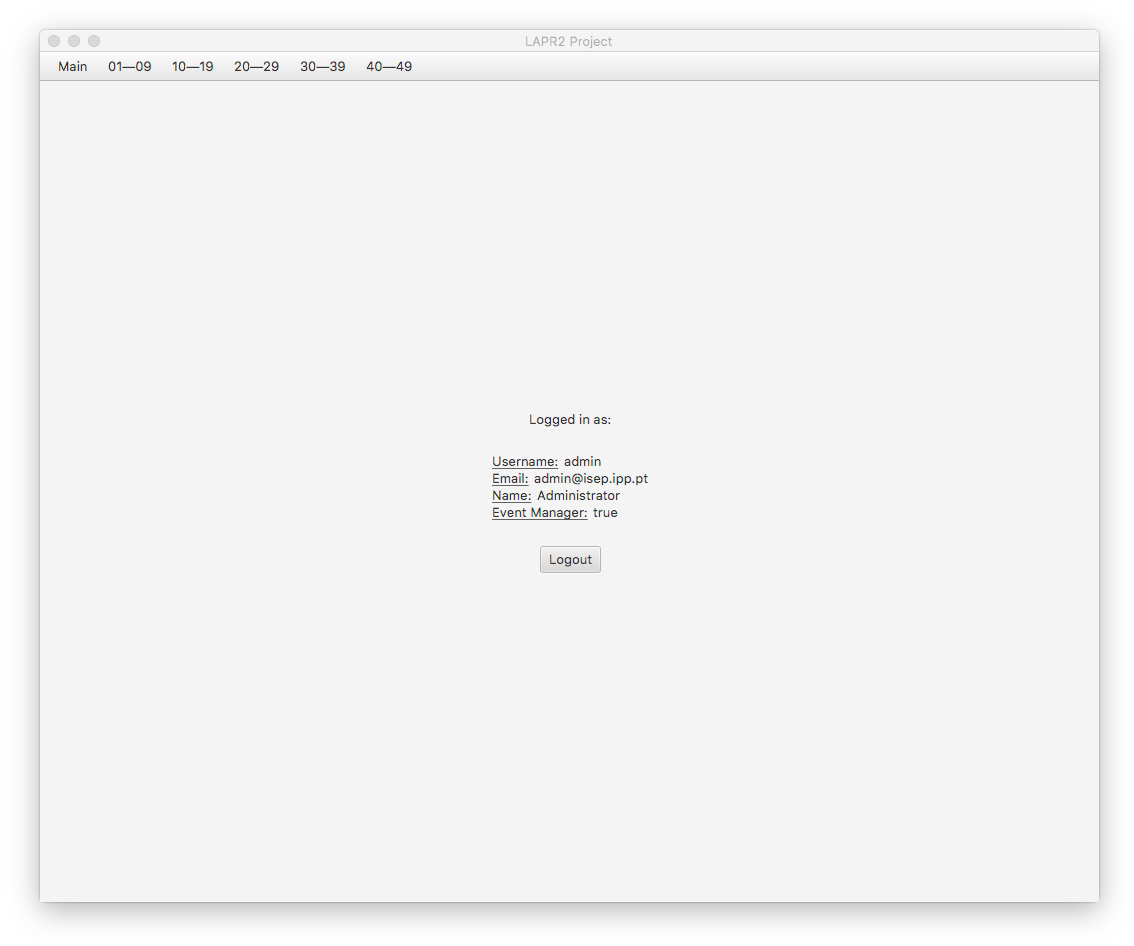 LAPR2 Project
Main 01—09 10—19 20—29 30—39 40—49
Logged in as:
Username: admin
Email: admin@isep.ipp.pt
Name: Administrator
Event Manager: true
Logout